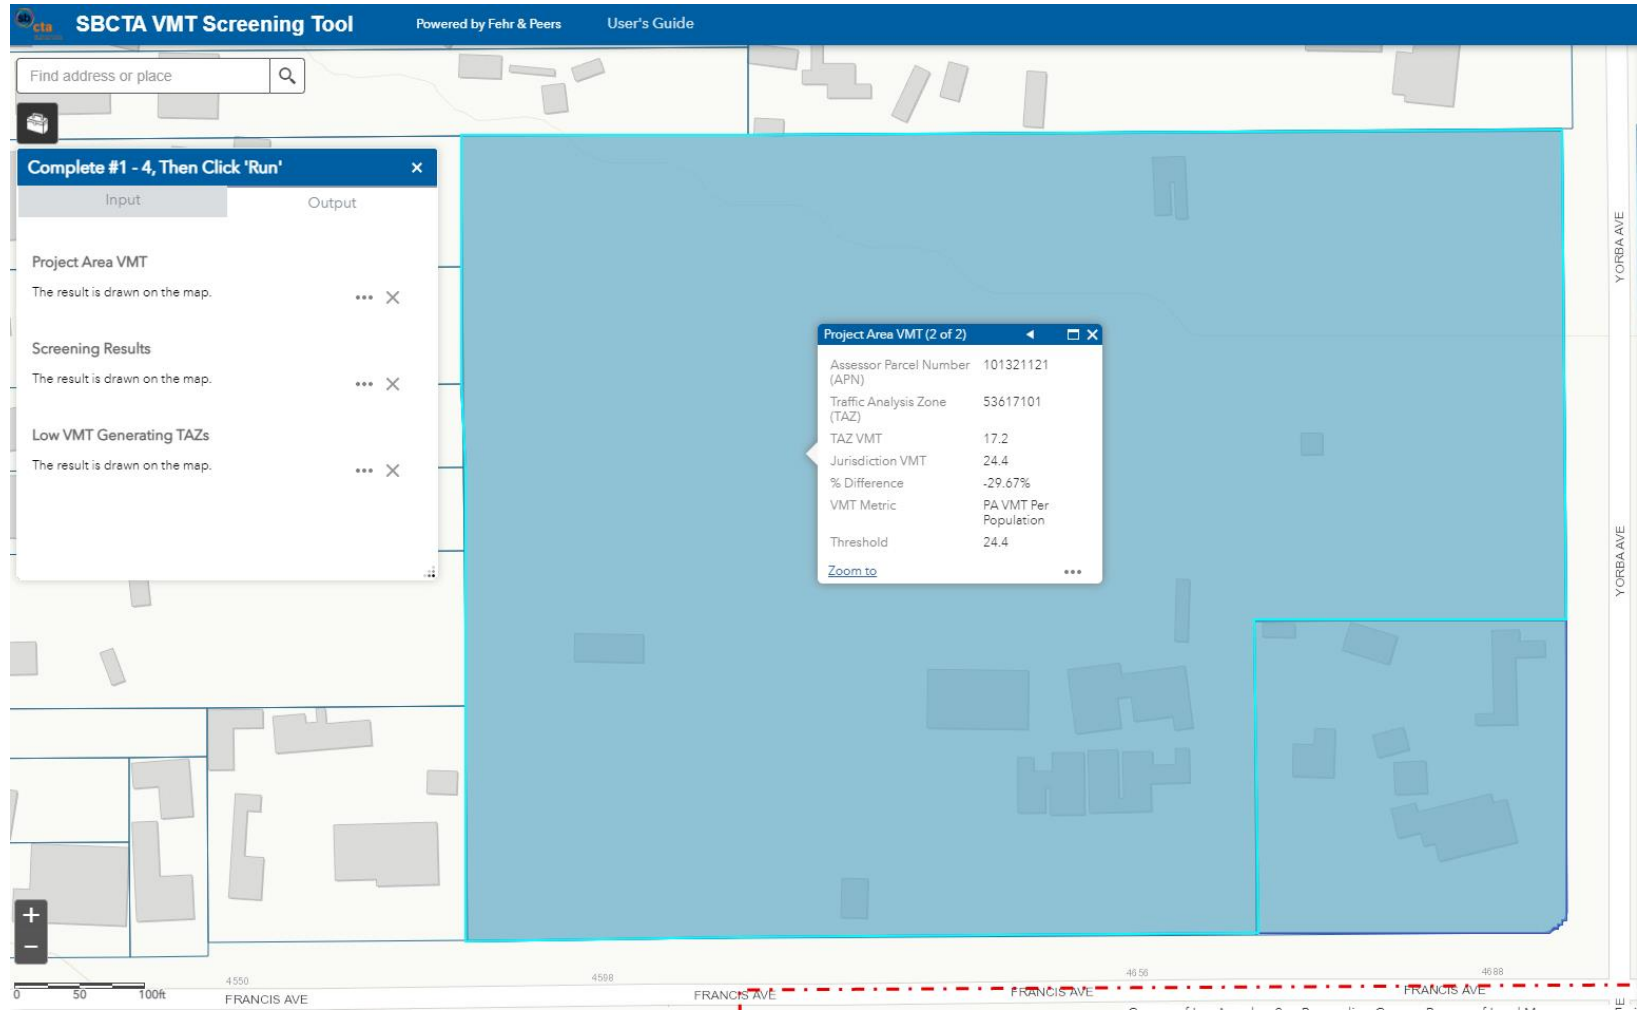 cta SBCTA VMT Screening Tool Powered by Fehr & Peers User's Guide
Find address or place
Complete #1 - 4, Then Click 'Run'
Input Output
Project Area VMT
The result is drawn on the map.
Screening Results
The result is drawn on the map.
Low VMT Generating TAZs
The result is drawn on the map.
Project Area VMT (2 of 2)
Assessor Parcel Number 101321121
(APN)
Traffic Analysis Zone 53617101
(TAZ)
TAZ VMT 17.2
Jurisdiction VMT 24.4
% Difference -29.67%
VMT Metric PA VMT Per
Population
Threshold 24.4
Zoom to
YORBA AVE
YORBA AVE
+
−
0 50 100ft
4550
4598
4656
4688
FRANCIS AVE
FRANCIS AVE
FRANCIS AVE
FRANCIS AVE